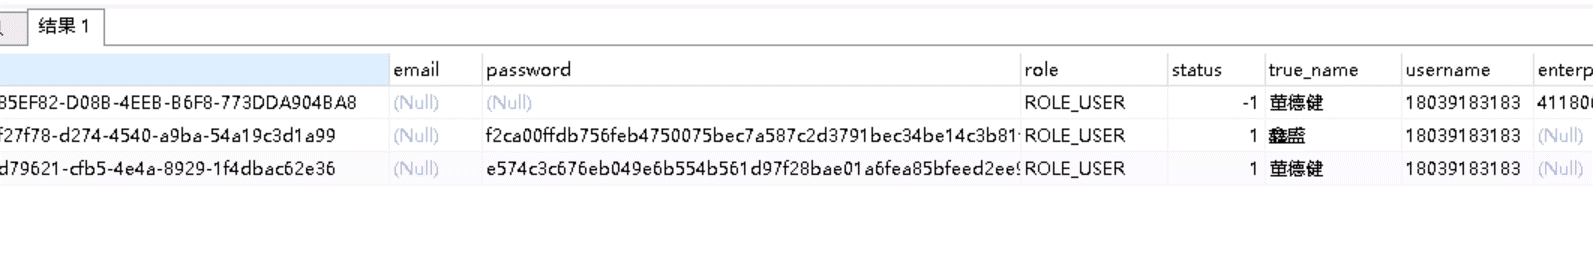 结果 1
email password role status true_name username enterp
85EF82-D08B-4EEB-B6F8-773DDA904BA8 (Null) (Null) ROLE_USER -1 董德健 18039183183 41180
f27f78-d274-4540-a9ba-54a19c3d1a99 (Null) f2ca00ffdb756feb4750075bec7a587c2d3791bec34be14c3b81 ROLE_USER 1 鑫盛 18039183183 (Null)
d79621-cfb5-4e4a-8929-1f4dbac62e36 (Null) e574c3c676eb049e6b554b561d97f28bae01a6fea85bfeed2ee ROLE_USER 1 董德健 18039183183 (Null)